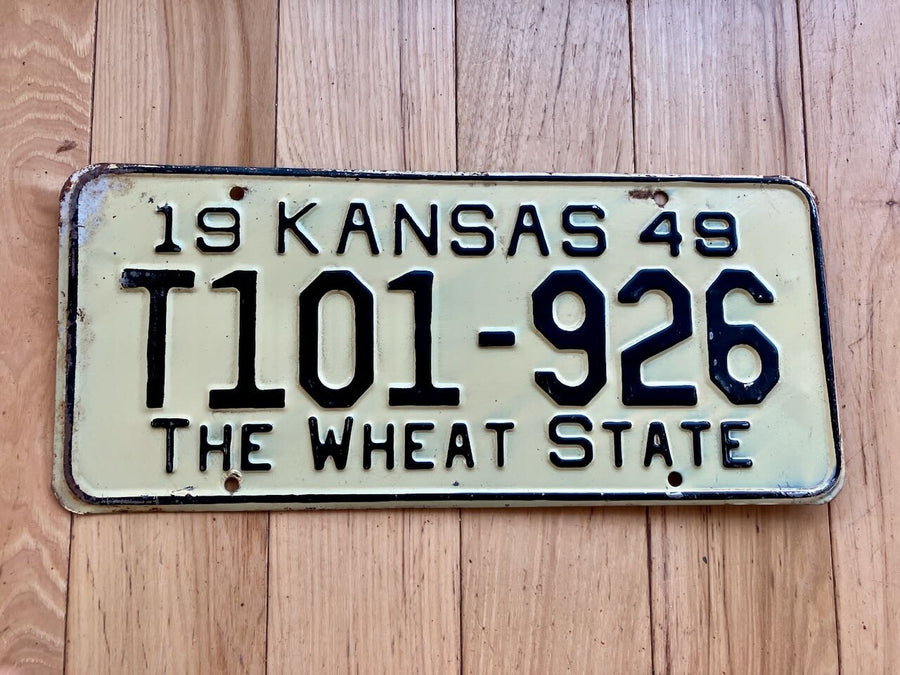 19 KANSAS 49
T101-926
THE WHEAT STATE